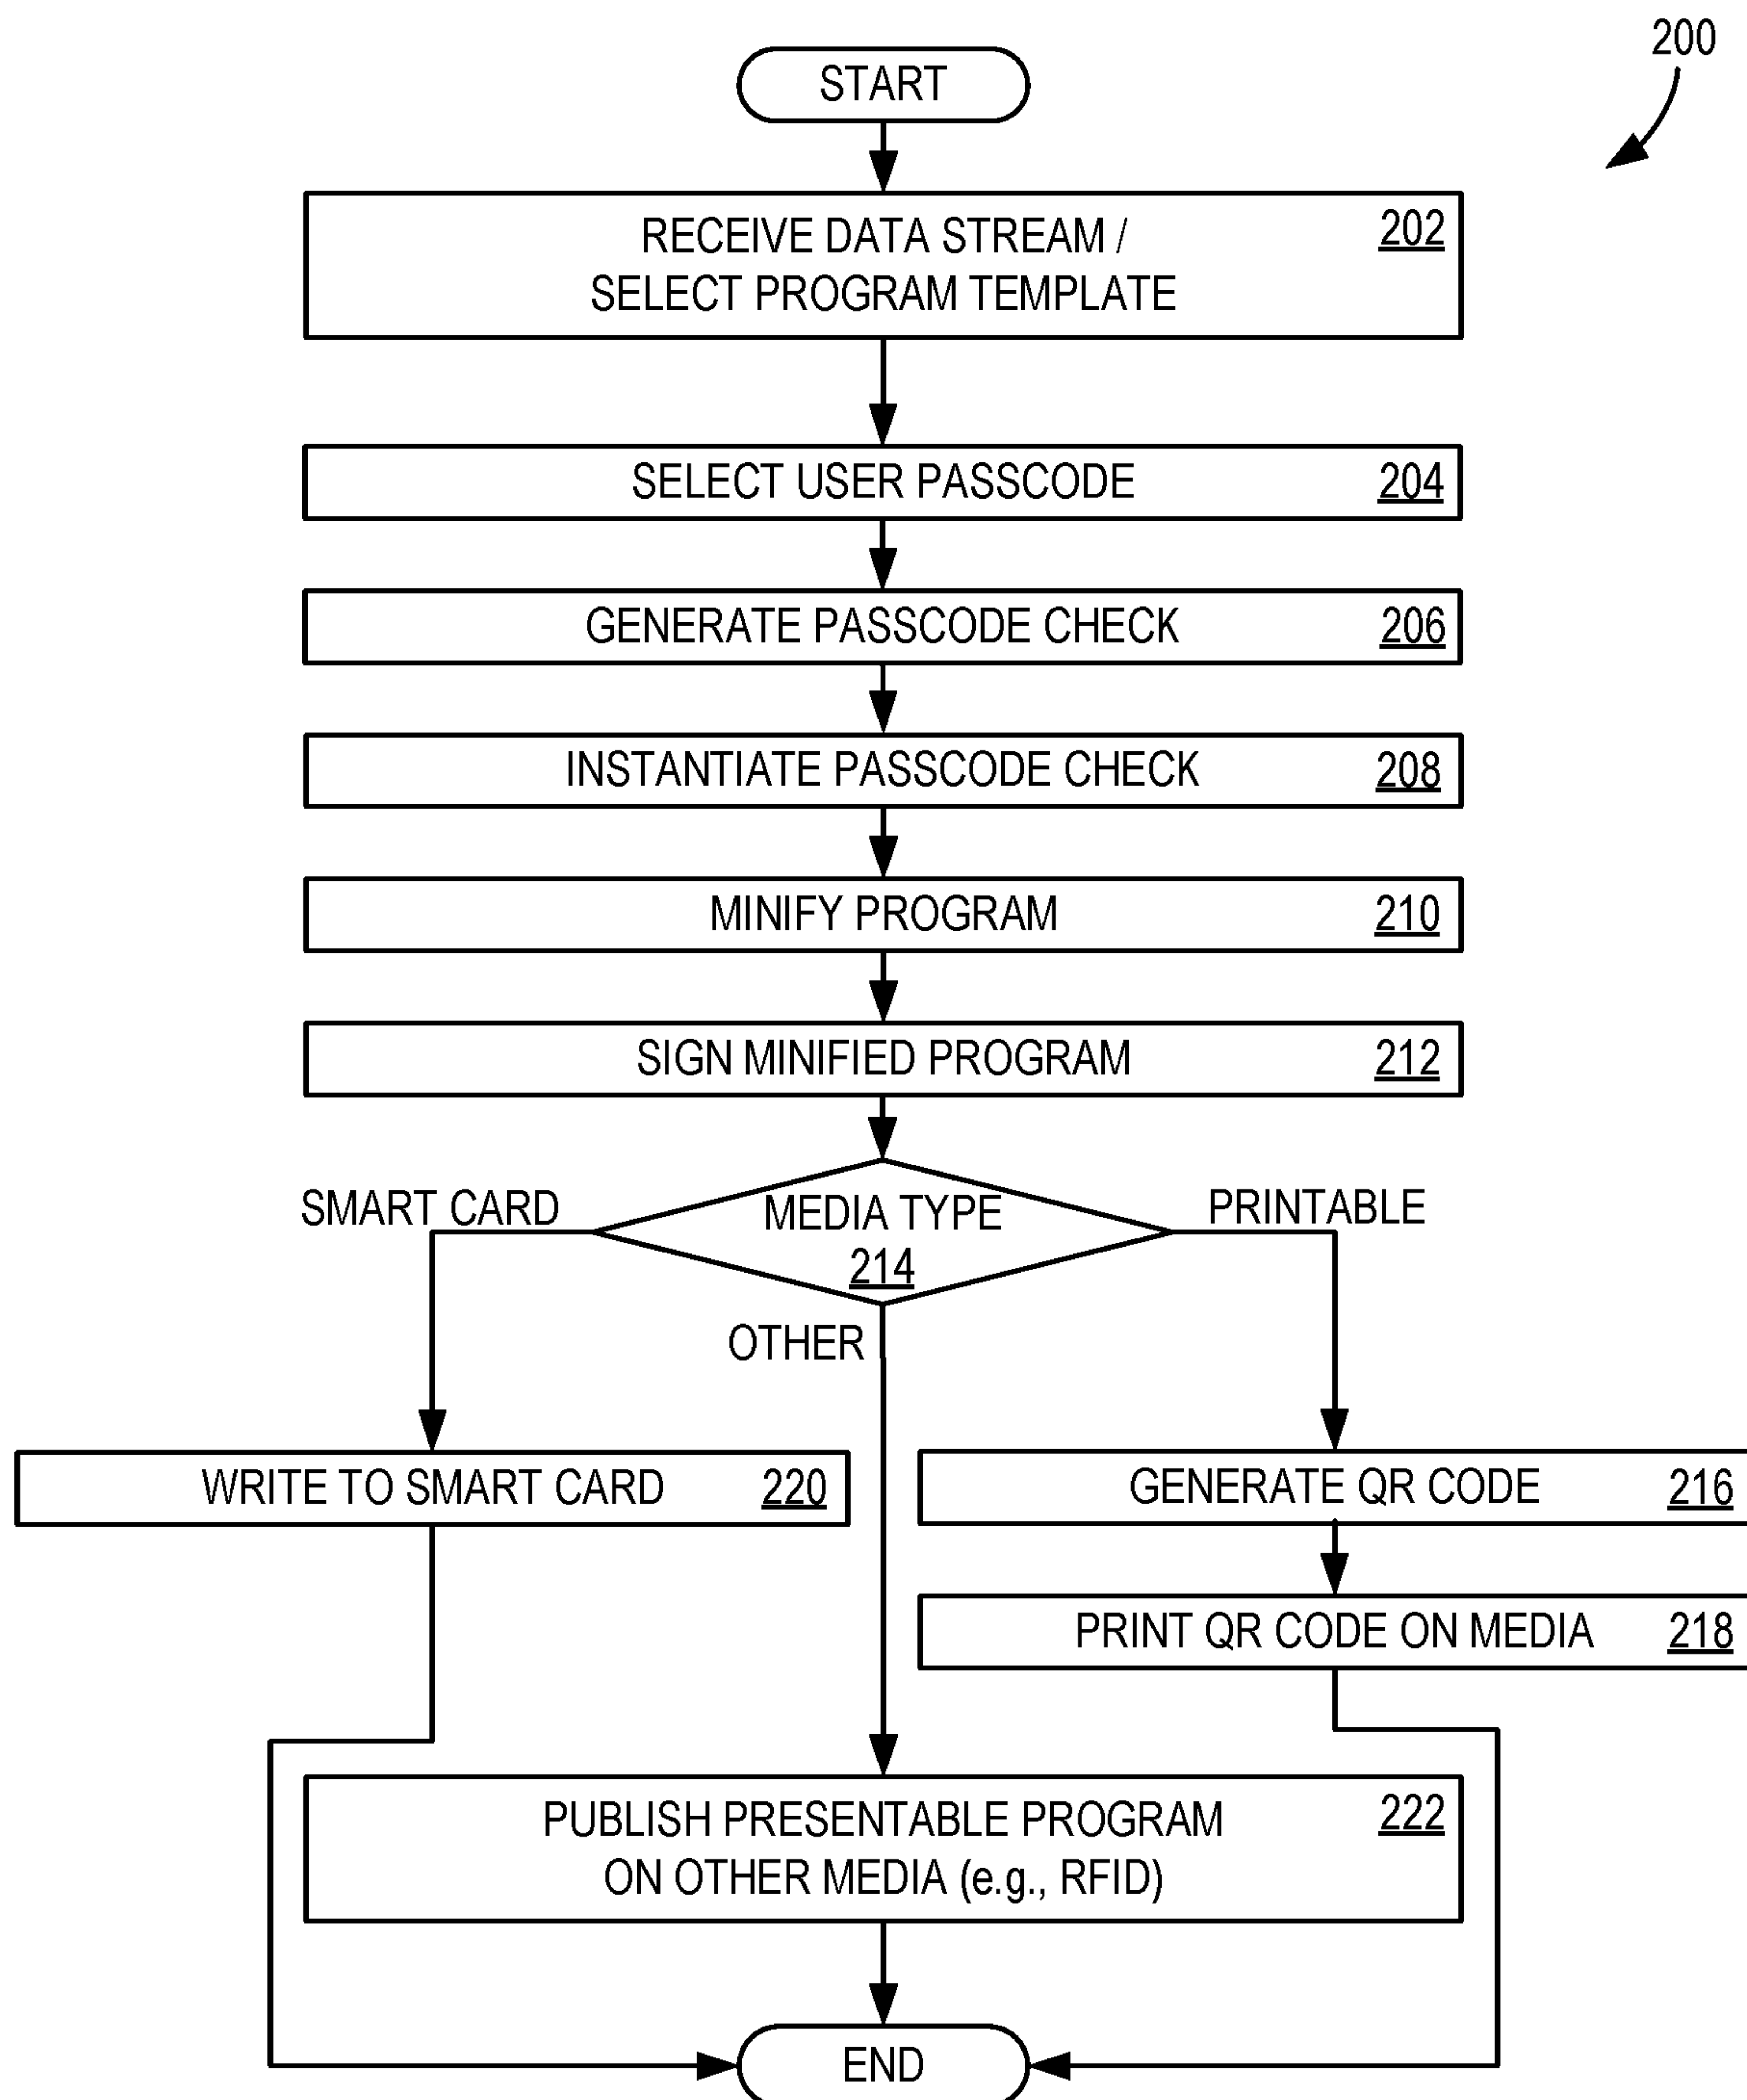 200
START
RECEIVE DATA STREAM /
SELECT PROGRAM TEMPLATE
202
SELECT USER PASSCODE
204
GENERATE PASSCODE CHECK
206
INSTANTIATE PASSCODE CHECK
208
MINIFY PROGRAM
210
SIGN MINIFIED PROGRAM
212
SMART CARD
MEDIA TYPE
214
PRINTABLE
OTHER
WRITE TO SMART CARD
220
GENERATE QR CODE
216
PRINT QR CODE ON MEDIA
218
PUBLISH PRESENTABLE PROGRAM
ON OTHER MEDIA (e.g., RFID)
222
END